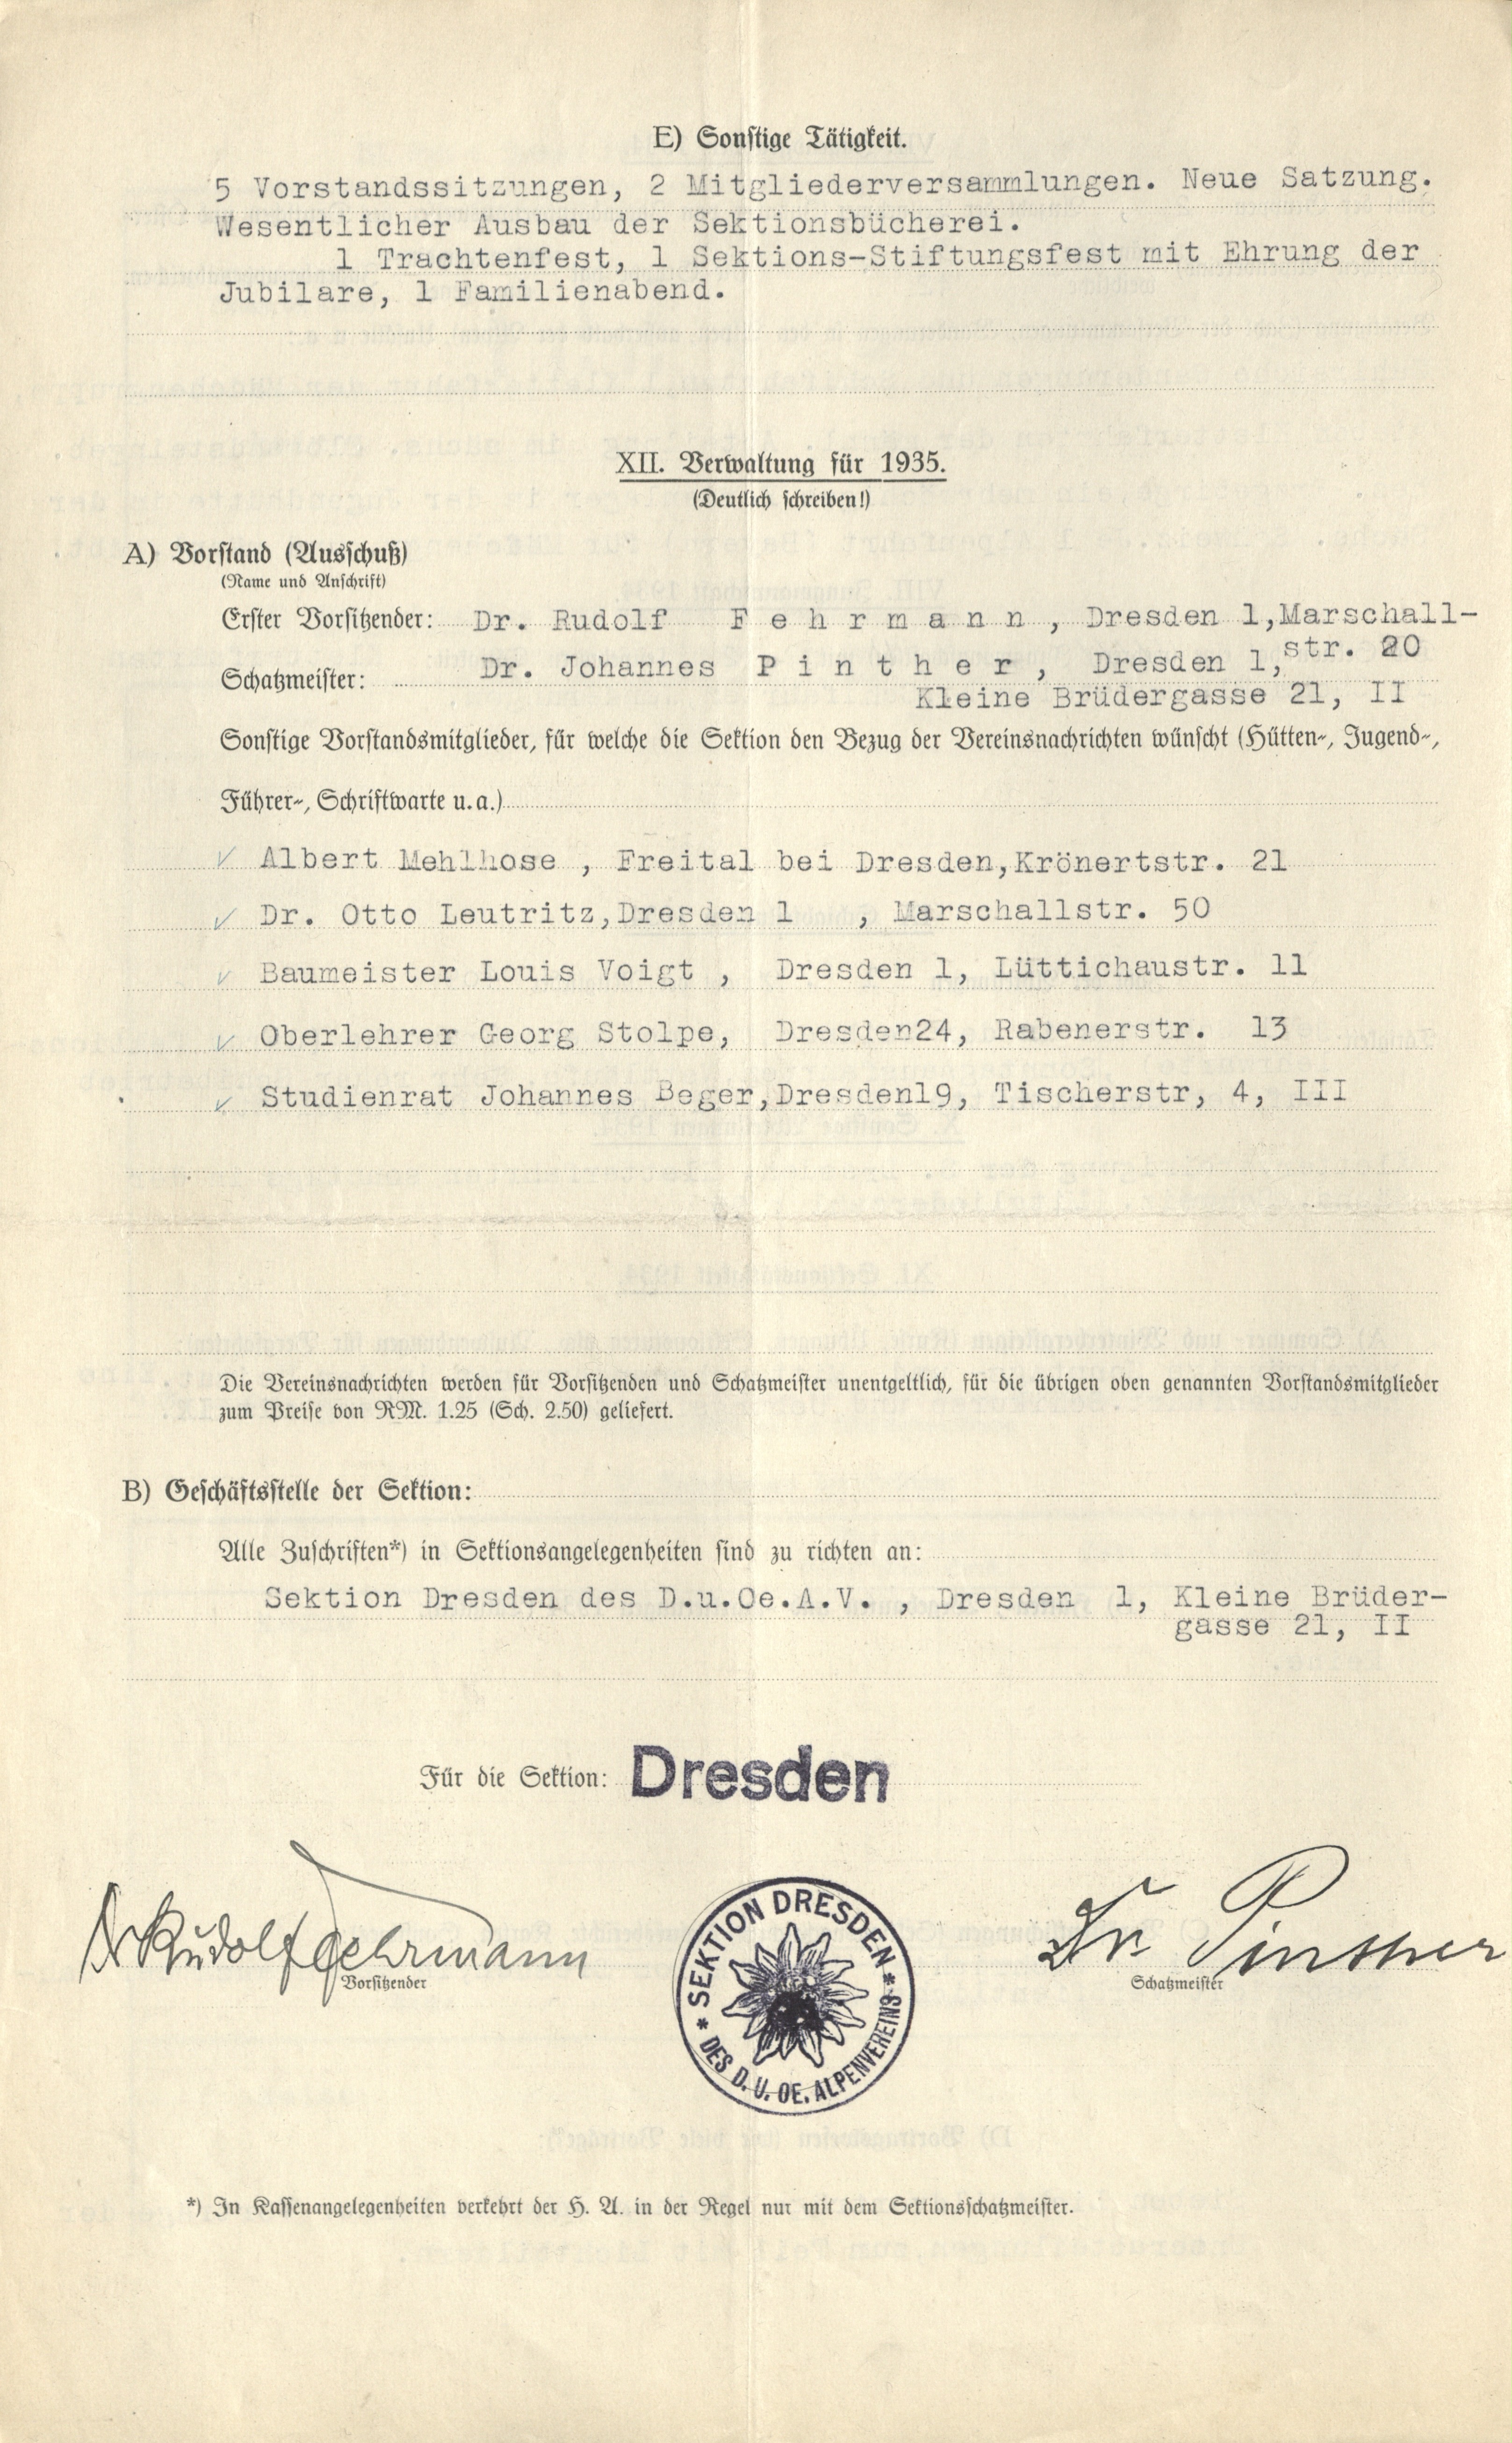 E) Sonstige Tätigkeit.
5 Vorstandssitzungen, 2 Mitgliederversammlungen. Neue Satzung.
Wesentlicher Ausbau der Sektionsbücherei.
1 Trachtenfest, 1 Sektions-Stiftungsfest mit Ehrung der
Jubilare, 1 Familienabend.
XII. Verwaltung für 1935.
(Deutlich schreiben!)
A) Vorstand (Ausschuß)
(Name und Anschrift)
Erster Vorsitzender: Dr. Rudolf F e h r m a n n , Dresden 1,Marschall-
str. 20
Schatzmeister: Dr. Johannes P i n t h e r , Dresden 1,
Kleine Brüdergasse 21, II
Sonstige Vorstandsmitglieder, für welche die Sektion den Bezug der Vereinsnachrichten wünscht (Hütten-, Jugend-,
Führer-, Schriftwarte u. a.)
✓ Albert Mehlhose , Freital bei Dresden,Krönertstr. 21
✓ Dr. Otto Leutritz,Dresden 1 , Marschallstr. 50
✓ Baumeister Louis Voigt , Dresden 1, Lüttichaustr. 11
✓ Oberlehrer Georg Stolpe, Dresden24, Rabenerstr. 13
✓ Studienrat Johannes Beger,Dresden19, Tischerstr, 4, III
Die Vereinsnachrichten werden für Vorsitzenden und Schatzmeister unentgeltlich, für die übrigen oben genannten Vorstandsmitglieder
zum Preise von RM. 1.25 (Sch. 2.50) geliefert.
B) Geschäftsstelle der Sektion:
Alle Zuschriften*) in Sektionsangelegenheiten sind zu richten an:
Sektion Dresden des D.u.Oe.A.V. , Dresden 1, Kleine Brüder-
gasse 21, II
Für die Sektion: Dresden
Dr Rudolf Fehrmann
Vorsitzender
* SEKTION DRESDEN *
DES D. U. OE. ALPENVEREINS
Dr. Pinther
Schatzmeister
*) In Kassenangelegenheiten verkehrt der H. A. in der Regel nur mit dem Sektionsschatzmeister.